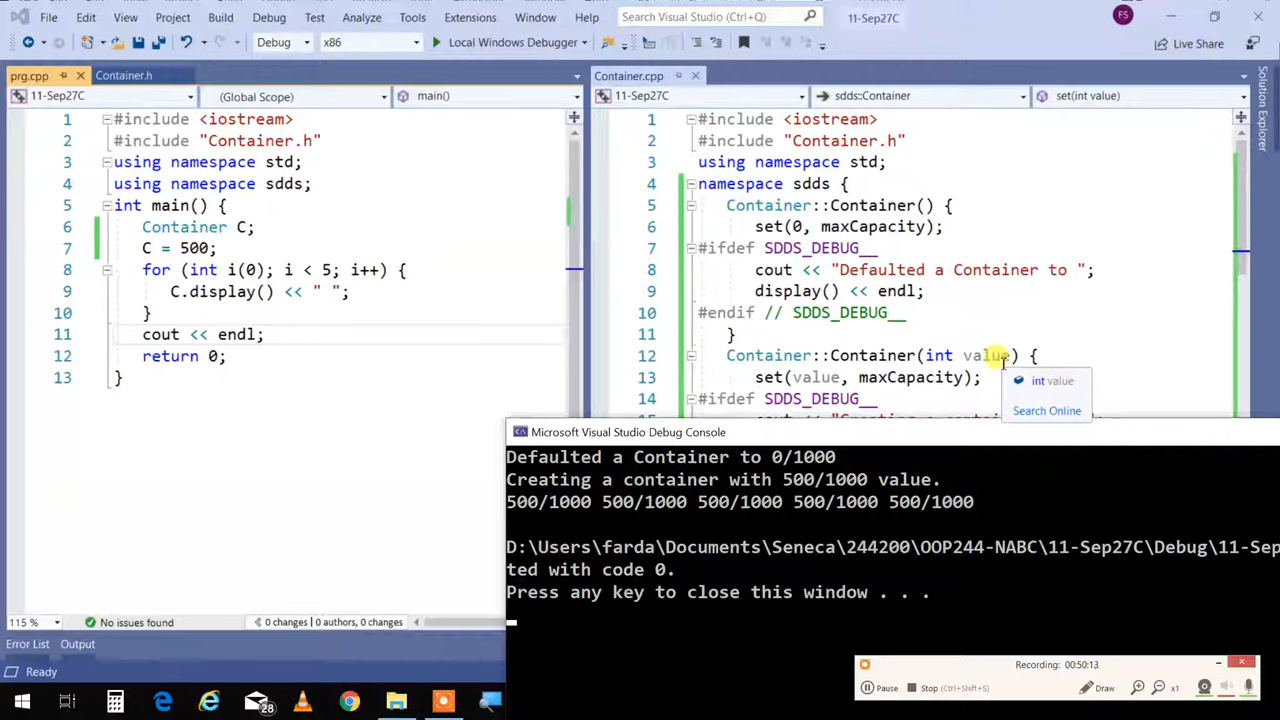 File Edit View Project Build Debug Test Analyze Tools Extensions Window Help Search Visual Studio (Ctrl+Q) 11-Sep27C FS
Debug x86 Local Windows Debugger Live Share
prg.cpp Container.h
11-Sep27C (Global Scope) main()
1 #include <iostream>
2 #include "Container.h"
3 using namespace std;
4 using namespace sdds;
5 int main() {
6 Container C;
7 C = 500;
8 for (int i(0); i < 5; i++) {
9 C.display() << " ";
10 }
11 cout << endl;
12 return 0;
13 }
115 % No issues found 0 changes | 0 authors, 0 changes
Container.cpp
11-Sep27C sdds::Container set(int value)
1 #include <iostream>
2 #include "Container.h"
3 using namespace std;
4 namespace sdds {
5 Container::Container() {
6 set(0, maxCapacity);
7 #ifdef SDDS_DEBUG__
8 cout << "Defaulted a Container to ";
9 display() << endl;
10 #endif // SDDS_DEBUG__
11 }
12 Container::Container(int value) {
13 set(value, maxCapacity);
14 #ifdef SDDS_DEBUG__
int value
Search Online
Solution Explorer
Microsoft Visual Studio Debug Console
Defaulted a Container to 0/1000
Creating a container with 500/1000 value.
500/1000 500/1000 500/1000 500/1000 500/1000
D:\Users\farda\Documents\Seneca\244200\OOP244-NABC\11-Sep27C\Debug\11-Sep
ted with code 0.
Press any key to close this window . . .
Error List Output
Ready
Recording: 00:50:13
Pause Stop (Ctrl+Shift+S) Draw x1
28